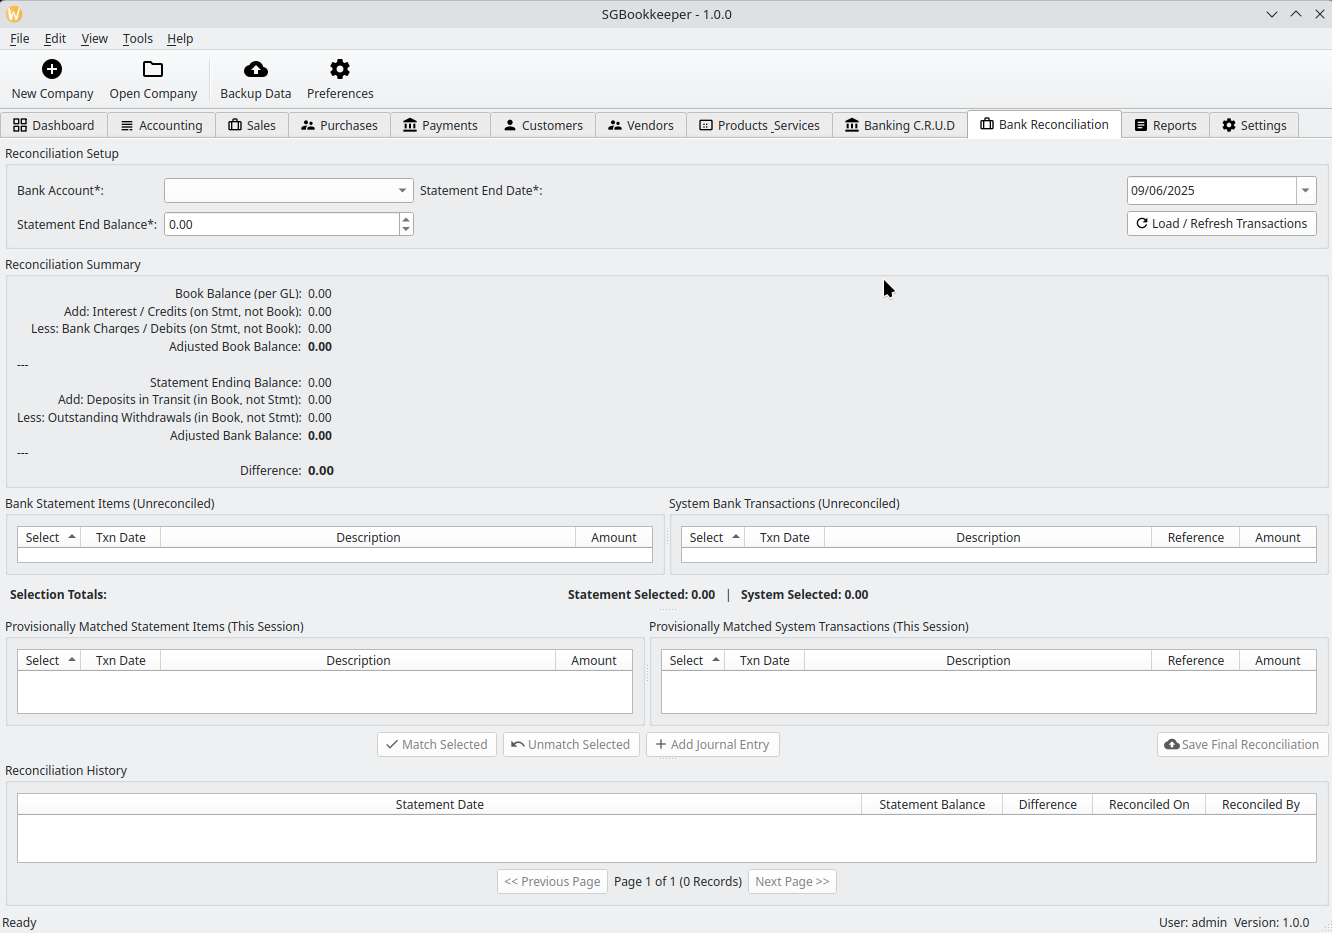 SGBookkeeper - 1.0.0
File Edit View Tools Help
New Company Open Company Backup Data Preferences
Dashboard Accounting Sales Purchases Payments Customers Vendors Products _Services Banking C.R.U.D Bank Reconciliation Reports Settings
Reconciliation Setup
Bank Account*: Statement End Date*: 09/06/2025
Statement End Balance*: 0.00 Load / Refresh Transactions
Reconciliation Summary
Book Balance (per GL): 0.00
Add: Interest / Credits (on Stmt, not Book): 0.00
Less: Bank Charges / Debits (on Stmt, not Book): 0.00
Adjusted Book Balance: 0.00
---
Statement Ending Balance: 0.00
Add: Deposits in Transit (in Book, not Stmt): 0.00
Less: Outstanding Withdrawals (in Book, not Stmt): 0.00
Adjusted Bank Balance: 0.00
---
Difference: 0.00
Bank Statement Items (Unreconciled) System Bank Transactions (Unreconciled)
Select Txn Date Description Amount Select Txn Date Description Reference Amount
Selection Totals: Statement Selected: 0.00 | System Selected: 0.00
Provisionally Matched Statement Items (This Session) Provisionally Matched System Transactions (This Session)
Select Txn Date Description Amount Select Txn Date Description Reference Amount
Match Selected Unmatch Selected Add Journal Entry Save Final Reconciliation
Reconciliation History
Statement Date Statement Balance Difference Reconciled On Reconciled By
<< Previous Page Page 1 of 1 (0 Records) Next Page >>
Ready User: admin Version: 1.0.0